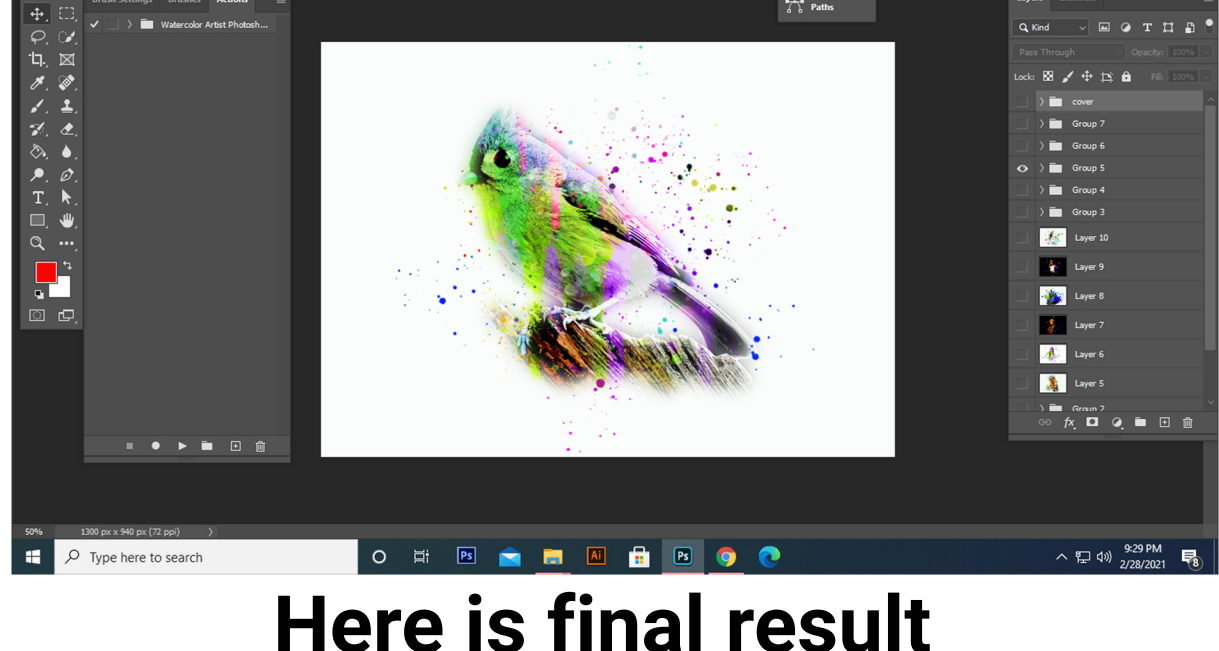 Brush Settings Brushes Actions
Watercolor Artist Photosh...
Paths
Layers Channels
Kind
Pass Through Opacity: 100%
Lock: Fill: 100%
cover
Group 7
Group 6
Group 5
Group 4
Group 3
Layer 10
Layer 9
Layer 8
Layer 7
Layer 6
Layer 5
Group 2
fx
50% 1300 px x 940 px (72 ppi)
Type here to search
Ps
Ai
Ps
9:29 PM
2/28/2021
8
Here is final result